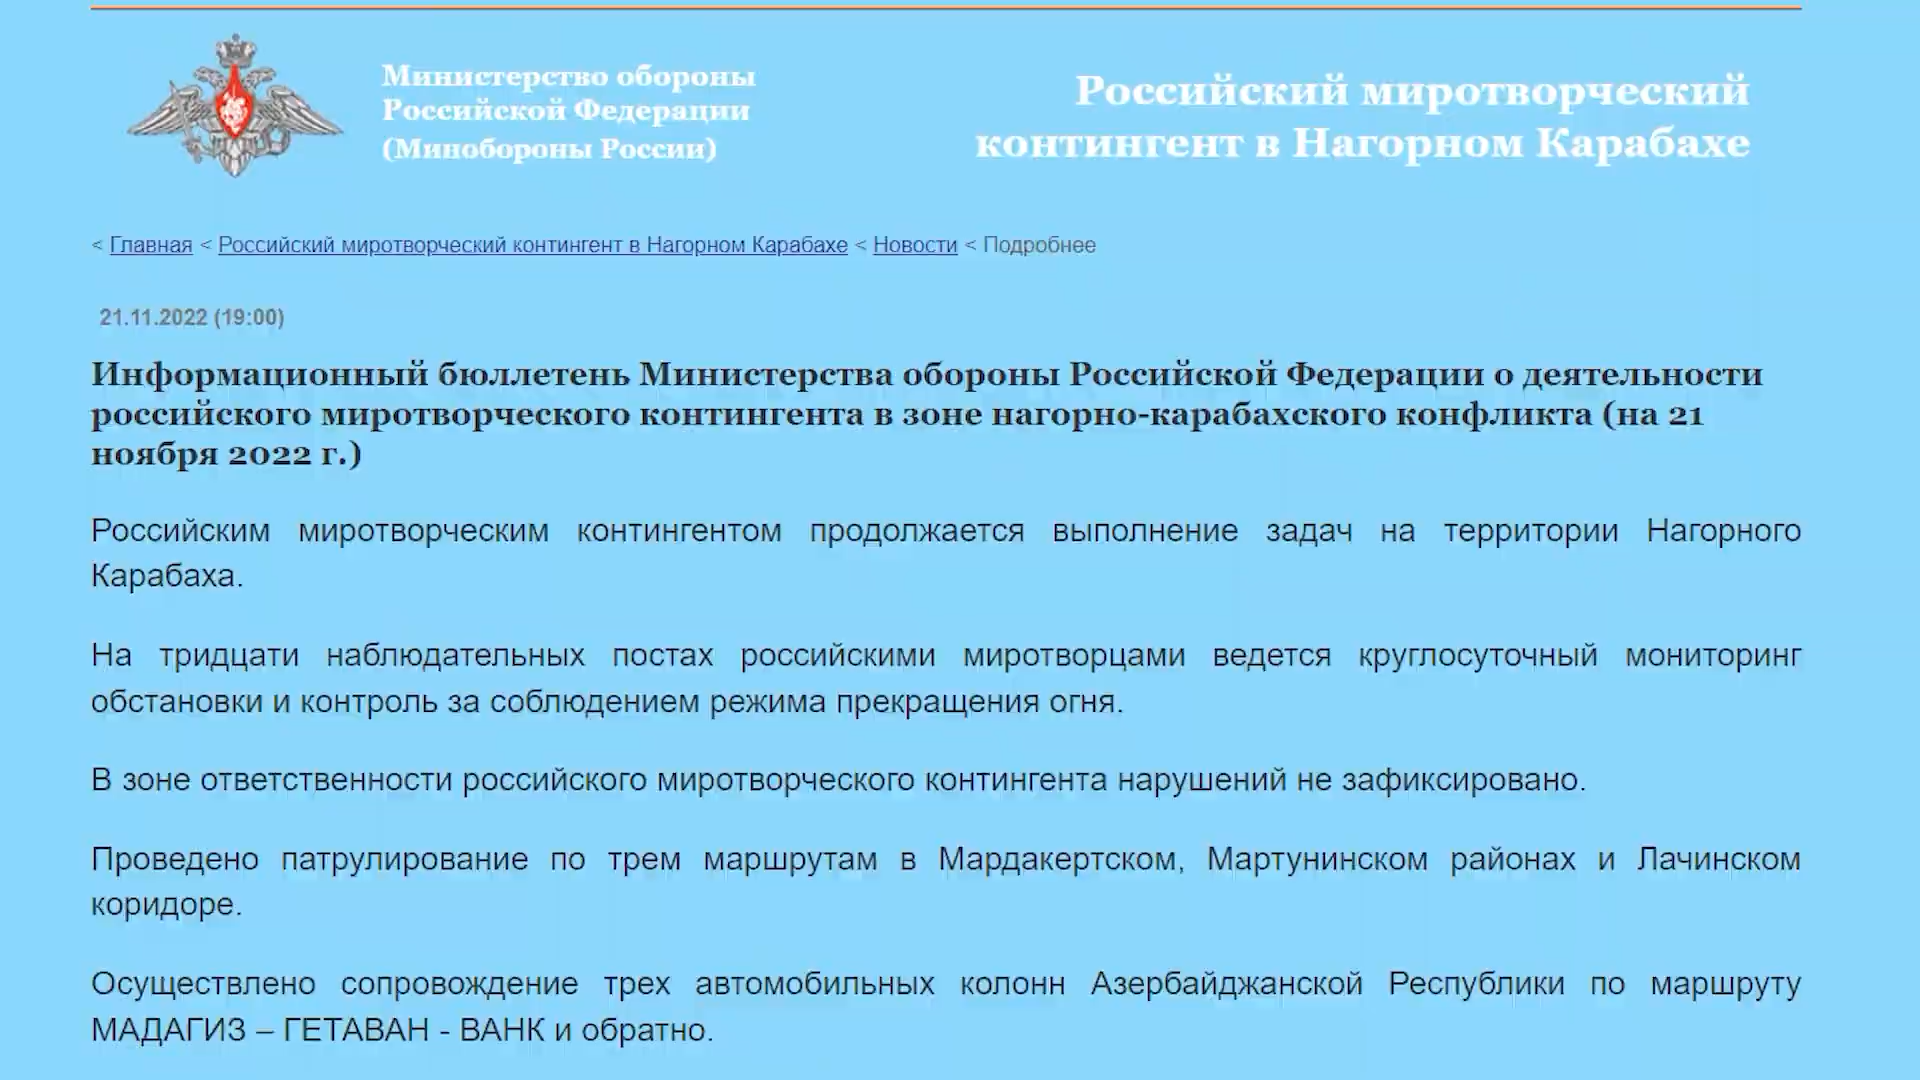 Министерство обороны
Российской Федерации
(Минобороны России)
Российский миротворческий
контингент в Нагорном Карабахе
< Главная < Российский миротворческий контингент в Нагорном Карабахе < Новости < Подробнее
21.11.2022 (19:00)
Информационный бюллетень Министерства обороны Российской Федерации о деятельности
российского миротворческого контингента в зоне нагорно-карабахского конфликта (на 21
ноября 2022 г.)
Российским миротворческим контингентом продолжается выполнение задач на территории Нагорного
Карабаха.
На тридцати наблюдательных постах российскими миротворцами ведется круглосуточный мониторинг
обстановки и контроль за соблюдением режима прекращения огня.
В зоне ответственности российского миротворческого контингента нарушений не зафиксировано.
Проведено патрулирование по трем маршрутам в Мардакертском, Мартунинском районах и Лачинском
коридоре.
Осуществлено сопровождение трех автомобильных колонн Азербайджанской Республики по маршруту
МАДАГИЗ – ГЕТАВАН - ВАНК и обратно.